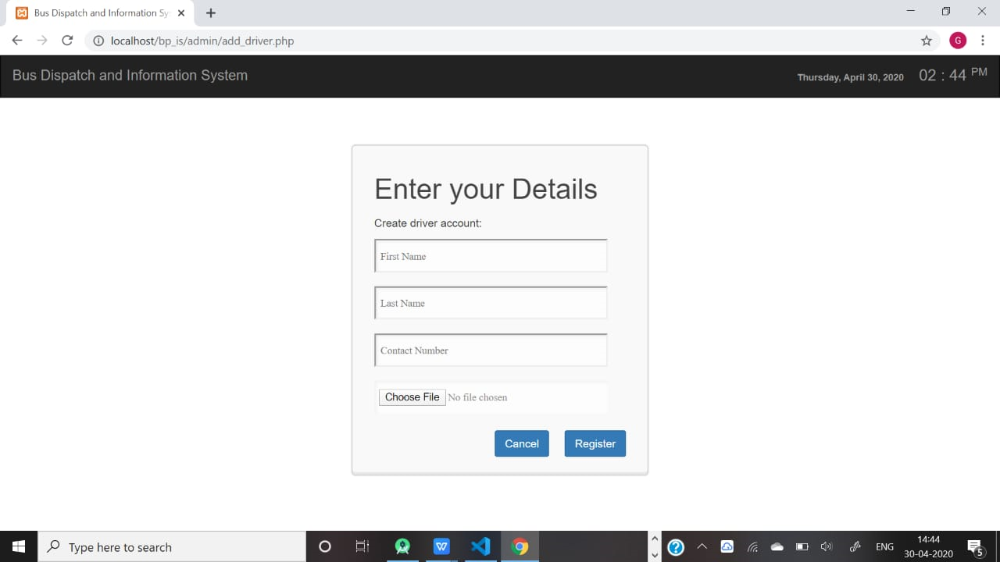 Bus Dispatch and Information Sy
localhost/bp_is/admin/add_driver.php
G
Bus Dispatch and Information System
Thursday, April 30, 2020 02 : 44 PM
Enter your Details
Create driver account:
First Name
Last Name
Contact Number
Choose File No file chosen
Cancel Register
Type here to search
W
?
ENG
14:44
30-04-2020
5